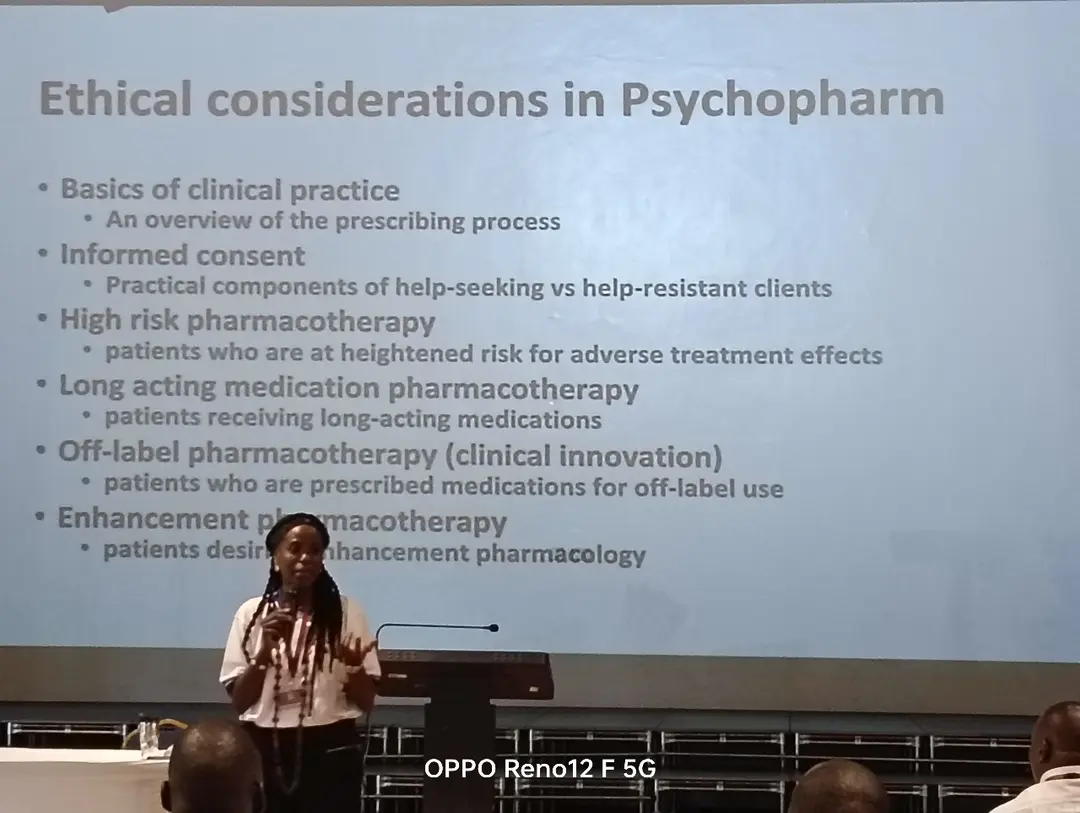 Ethical considerations in Psychopharm
• Basics of clinical practice
• An overview of the prescribing process
• Informed consent
• Practical components of help-seeking vs help-resistant clients
• High risk pharmacotherapy
• patients who are at heightened risk for adverse treatment effects
• Long acting medication pharmacotherapy
• patients receiving long-acting medications
• Off-label pharmacotherapy (clinical innovation)
• patients who are prescribed medications for off-label use
• Enhancement p macotherapy
• patients desiri nhancement pharmacology
OPPO Reno12 F 5G